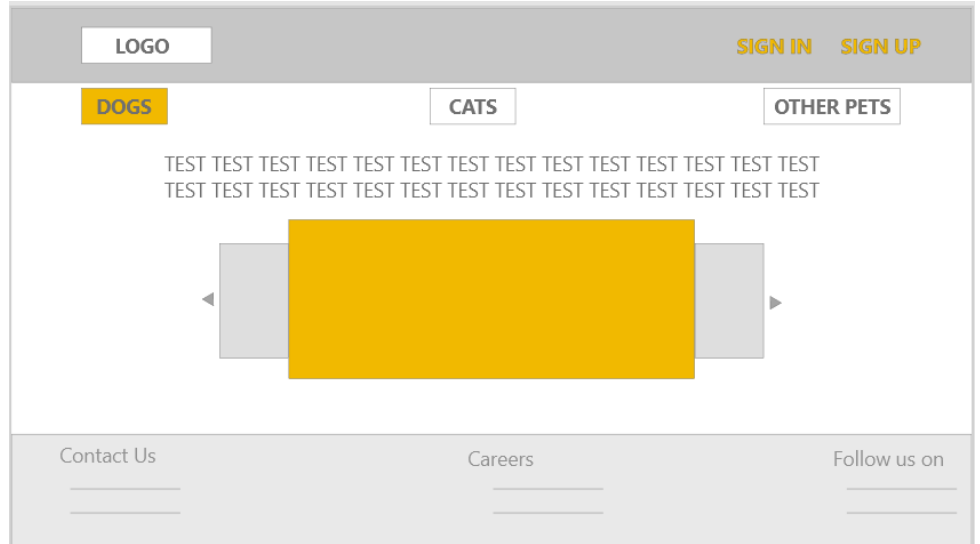 LOGO SIGN IN SIGN UP
DOGS CATS OTHER PETS
TEST TEST TEST TEST TEST TEST TEST TEST TEST TEST TEST TEST TEST TEST
TEST TEST TEST TEST TEST TEST TEST TEST TEST TEST TEST TEST TEST TEST
Contact Us Careers Follow us on